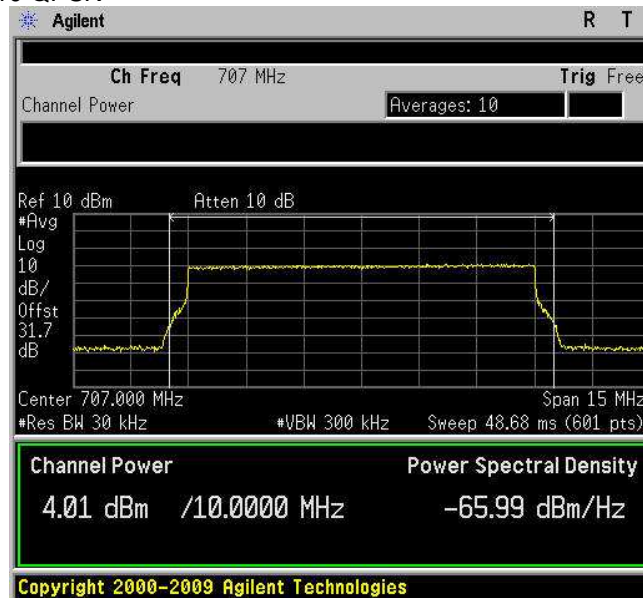 Agilent R T
Ch Freq 707 MHz Trig Free
Channel Power Averages: 10
Ref 10 dBm Atten 10 dB
#Avg
Log
10
dB/
Offst
31.7
dB
Center 707.000 MHz Span 15 MHz
#Res BW 30 kHz #VBW 300 kHz Sweep 48.68 ms (601 pts)
Channel Power Power Spectral Density
4.01 dBm /10.0000 MHz -65.99 dBm/Hz
Copyright 2000-2009 Agilent Technologies